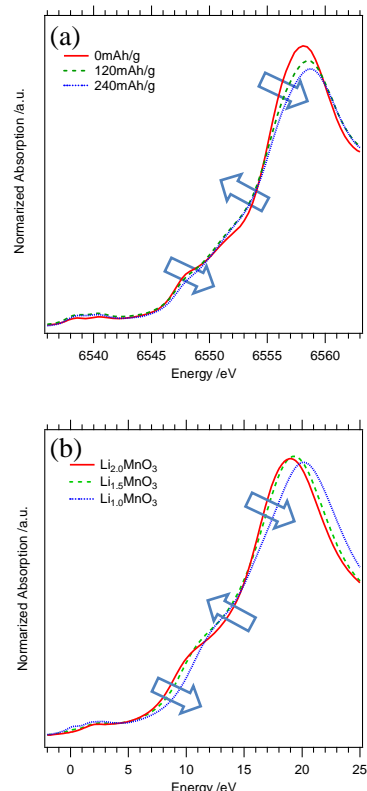 (a)
0mAh/g
120mAh/g
240mAh/g
Normarized Absorption /a.u.
6540 6545 6550 6555 6560
Energy /eV
(b)
Li2.0MnO3
Li1.5MnO3
Li1.0MnO3
Normarized Absorption /a.u.
0 5 10 15 20 25
Energy /eV